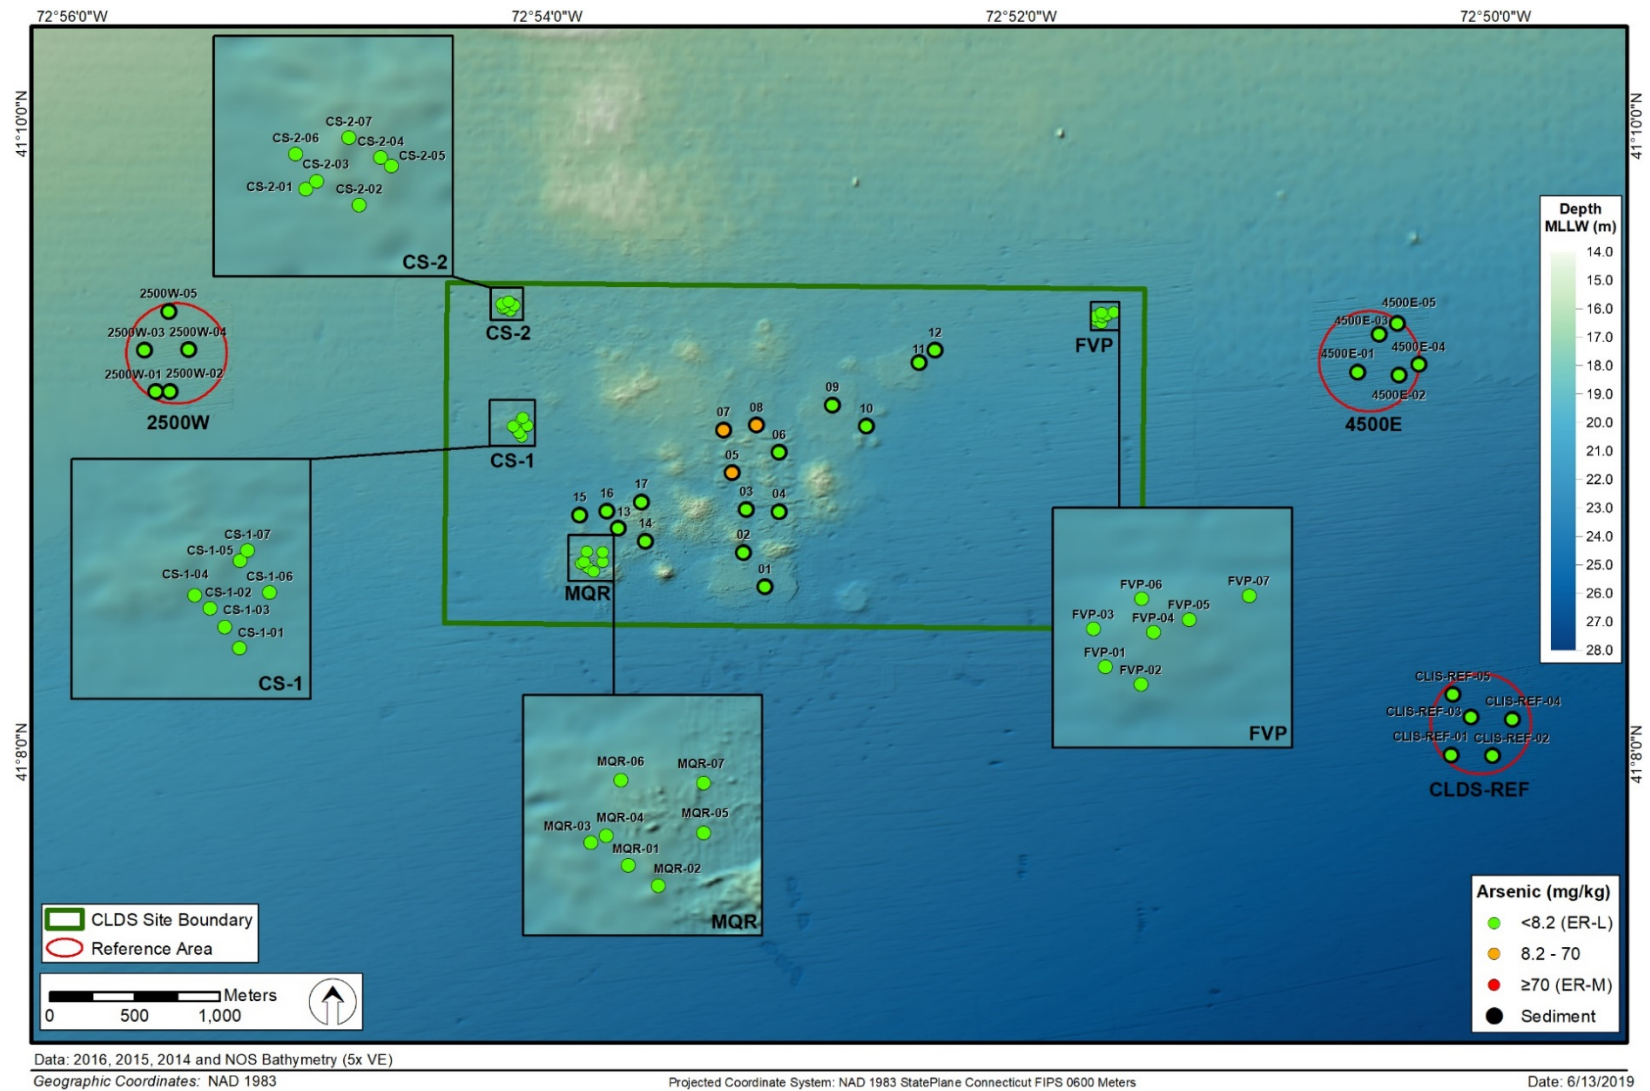 72°56'0"W 72°54'0"W 72°52'0"W 72°50'0"W
41°10'0"N
41°10'0"N
CS-2-07
CS-2-06
CS-2-04
CS-2-05
CS-2-03
CS-2-01
CS-2-02
CS-2
Depth
MLLW (m)
14.0
15.0
16.0
17.0
18.0
19.0
20.0
21.0
22.0
23.0
24.0
25.0
26.0
27.0
28.0
2500W-05
2500W-03 2500W-04
2500W-01 2500W-02
2500W
CS-2
FVP
12
11
09
10
07
08
06
05
03
04
02
01
4500E-05
4500E-03
4500E-04
4500E-01
4500E-02
4500E
CS-1
15
16
17
13
14
MQR
CS-1-07
CS-1-05
CS-1-04
CS-1-06
CS-1-02
CS-1-03
CS-1-01
CS-1
FVP-06
FVP-07
FVP-03
FVP-05
FVP-04
FVP-01
FVP-02
FVP
CLIS-REF-05
CLIS-REF-04
CLIS-REF-03
CLIS-REF-01 CLIS-REF-02
CLDS-REF
41°8'0"N
41°8'0"N
MQR-06
MQR-07
MQR-03
MQR-04
MQR-05
MQR-01
MQR-02
MQR
CLDS Site Boundary
Reference Area
Meters
0 500 1,000
Arsenic (mg/kg)
<8.2 (ER-L)
8.2 - 70
≥70 (ER-M)
Sediment
Data: 2016, 2015, 2014 and NOS Bathymetry (5x VE)
Geographic Coordinates: NAD 1983
Projected Coordinate System: NAD 1983 StatePlane Connecticut FIPS 0600 Meters
Date: 6/13/2019